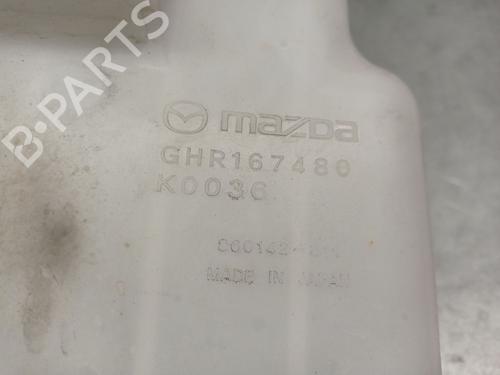 B-PARTS
mazda
GHR167480
K0036
MADE IN JAPAN